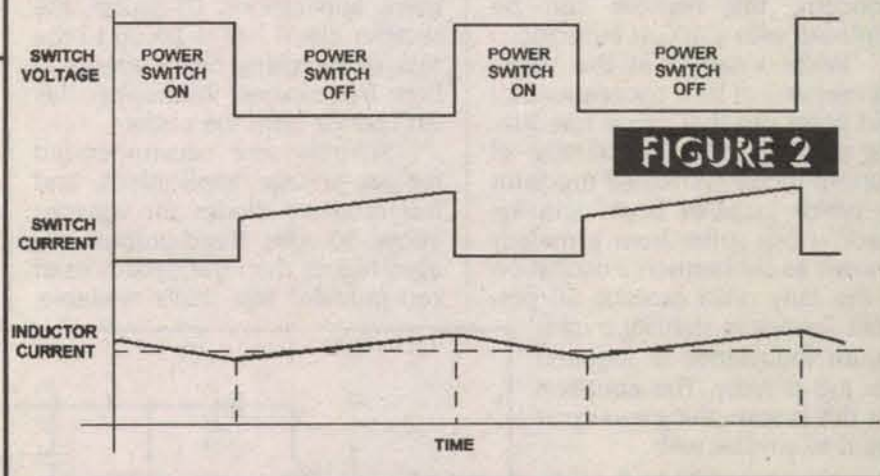 SWITCH
VOLTAGE
POWER
SWITCH
ON
POWER
SWITCH
OFF
POWER
SWITCH
ON
POWER
SWITCH
OFF
FIGURE 2
SWITCH
CURRENT
INDUCTOR
CURRENT
TIME